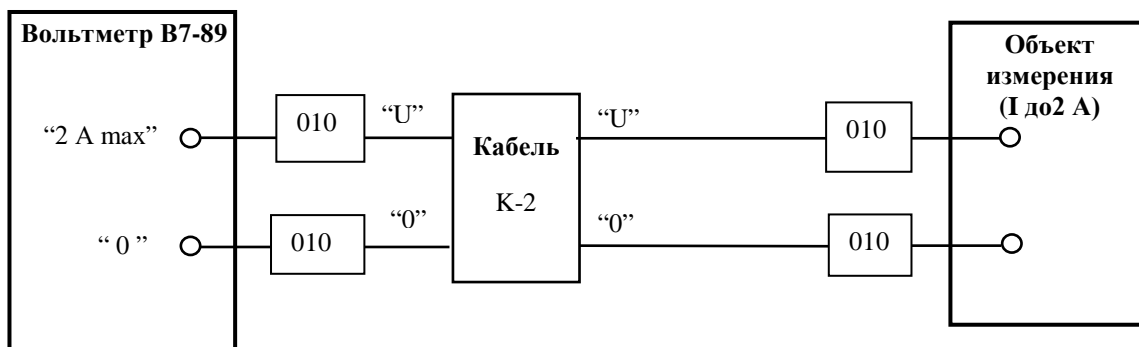 Вольтметр В7-89
Объект
измерения
(I до2 А)
“2 A max”
010
“U”
“U”
010
Кабель
К-2
“ 0 ”
010
“0”
“0”
010